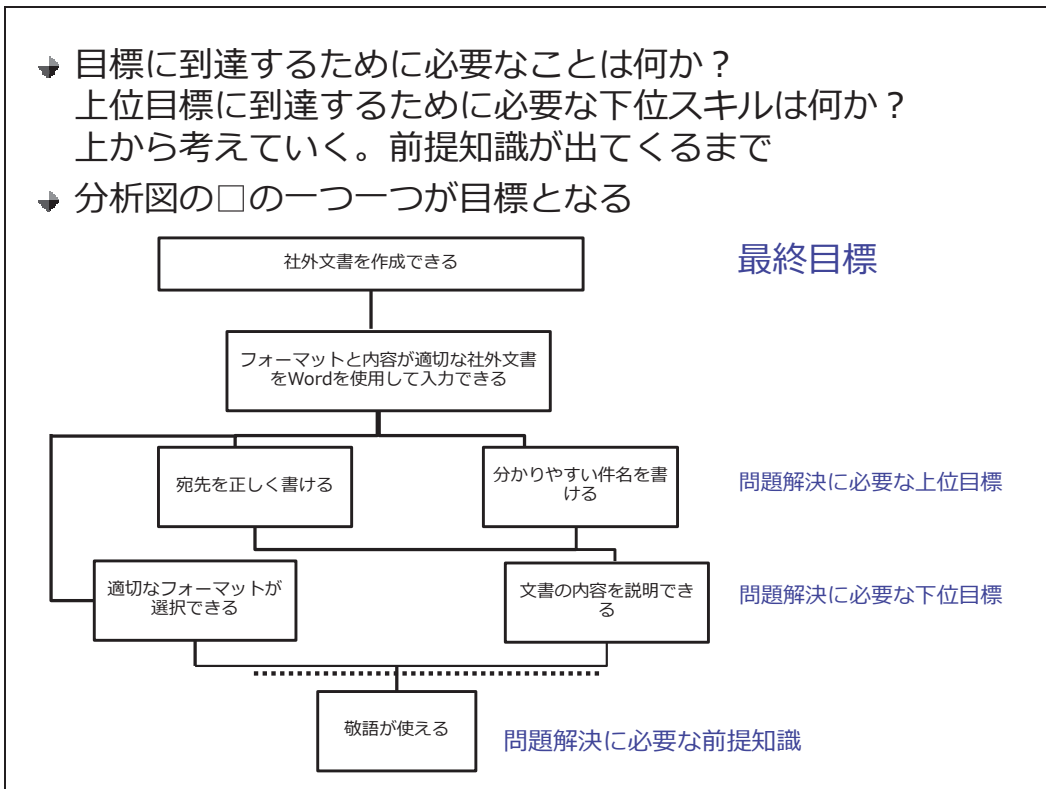 目標に到達するために必要なことは何か？
上位目標に到達するために必要な下位スキルは何か？
上から考えていく。前提知識が出てくるまで
分析図の□の一つ一つが目標となる
社外文書を作成できる
最終目標
フォーマットと内容が適切な社外文書
をWordを使用して入力できる
宛先を正しく書ける
分かりやすい件名を書
ける
問題解決に必要な上位目標
適切なフォーマットが
選択できる
文書の内容を説明でき
る
問題解決に必要な下位目標
敬語が使える
問題解決に必要な前提知識